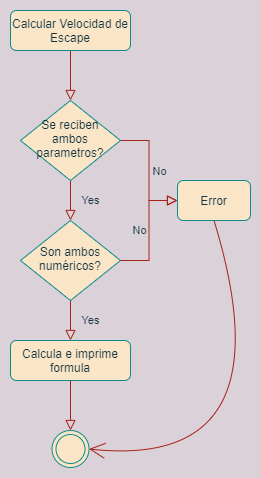 Calcular Velocidad de
Escape
Se reciben
ambos
parametros?
No
Yes
Error
No
Son ambos
numéricos?
Yes
Calcula e imprime
formula